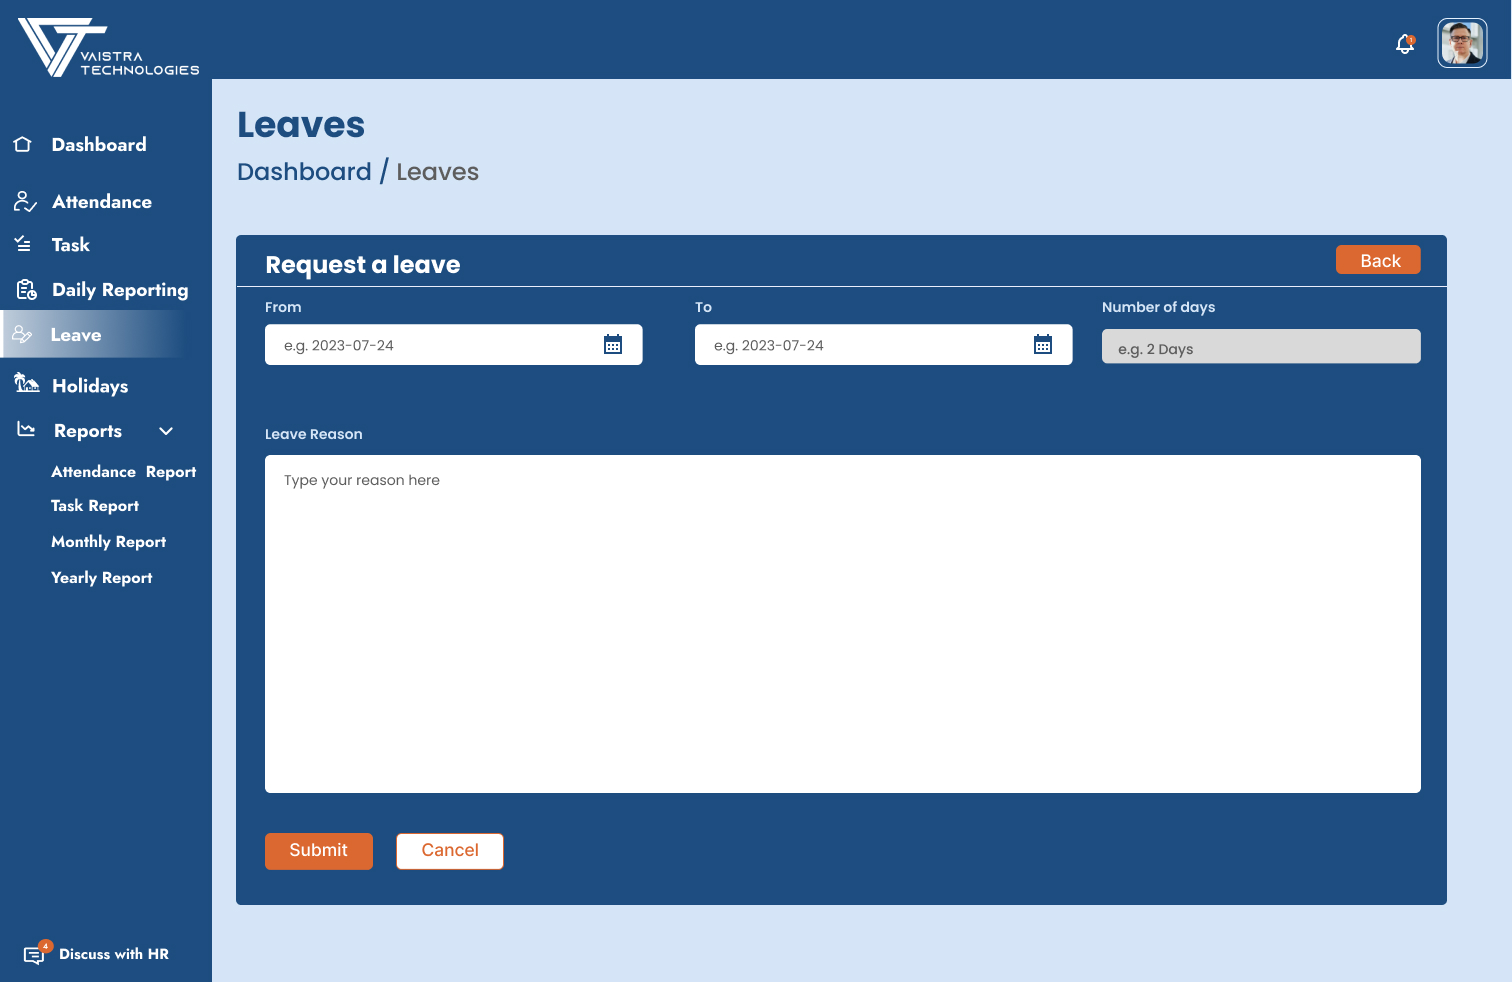 VAISTRA
TECHNOLOGIES
1
Dashboard
Attendance
Task
Daily Reporting
Leave
Holidays
Reports
Attendance Report
Task Report
Monthly Report
Yearly Report
4
Discuss with HR
Leaves
Dashboard / Leaves
Request a leave
Back
From
To
Number of days
e.g. 2023-07-24
e.g. 2023-07-24
e.g. 2 Days
Leave Reason
Type your reason here
Submit
Cancel